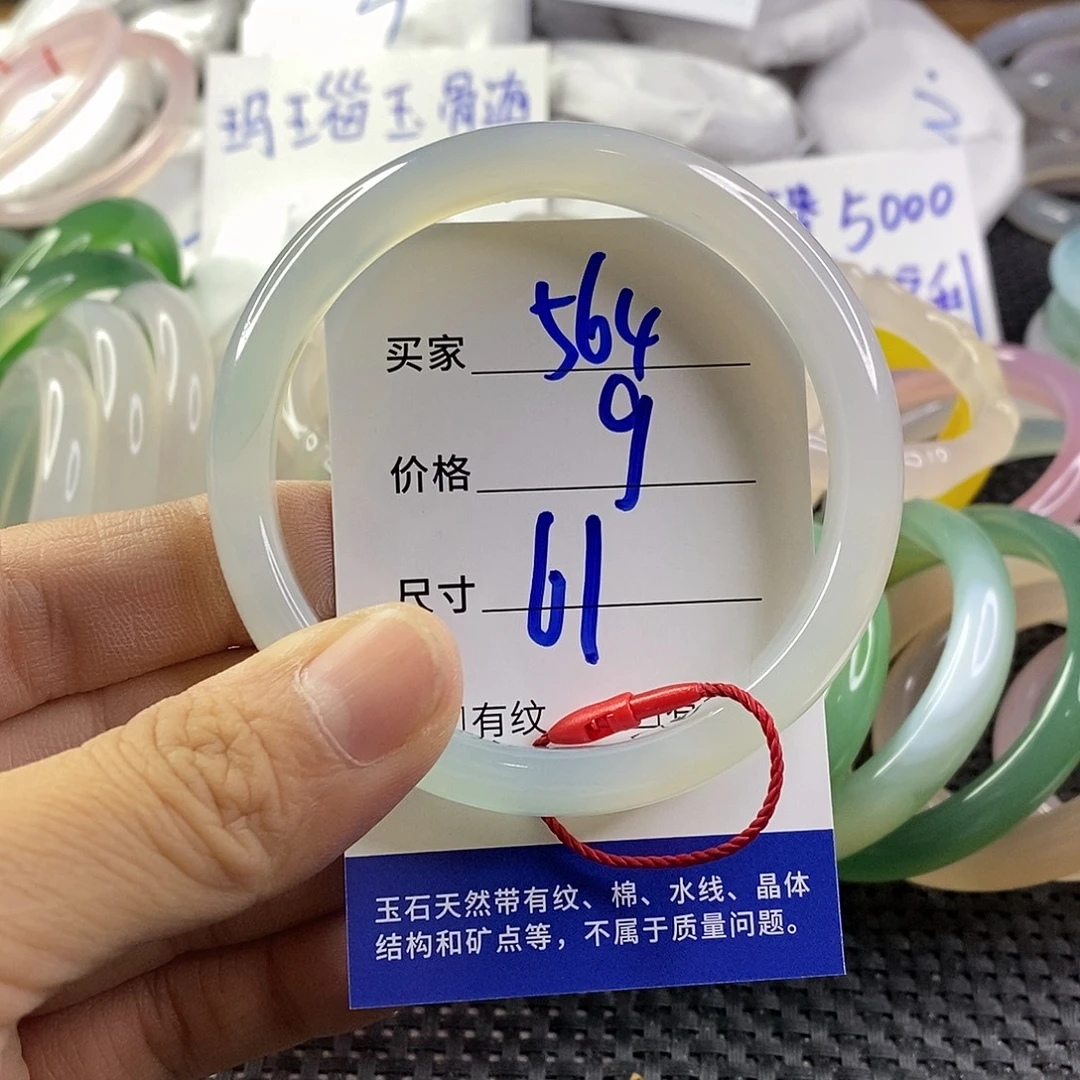 玛瑙玉骨髓
5000
利
买家 564
价格 9
尺寸 61
有纹
玉石天然带有纹、棉、水线、晶体
结构和矿点等，不属于质量问题。